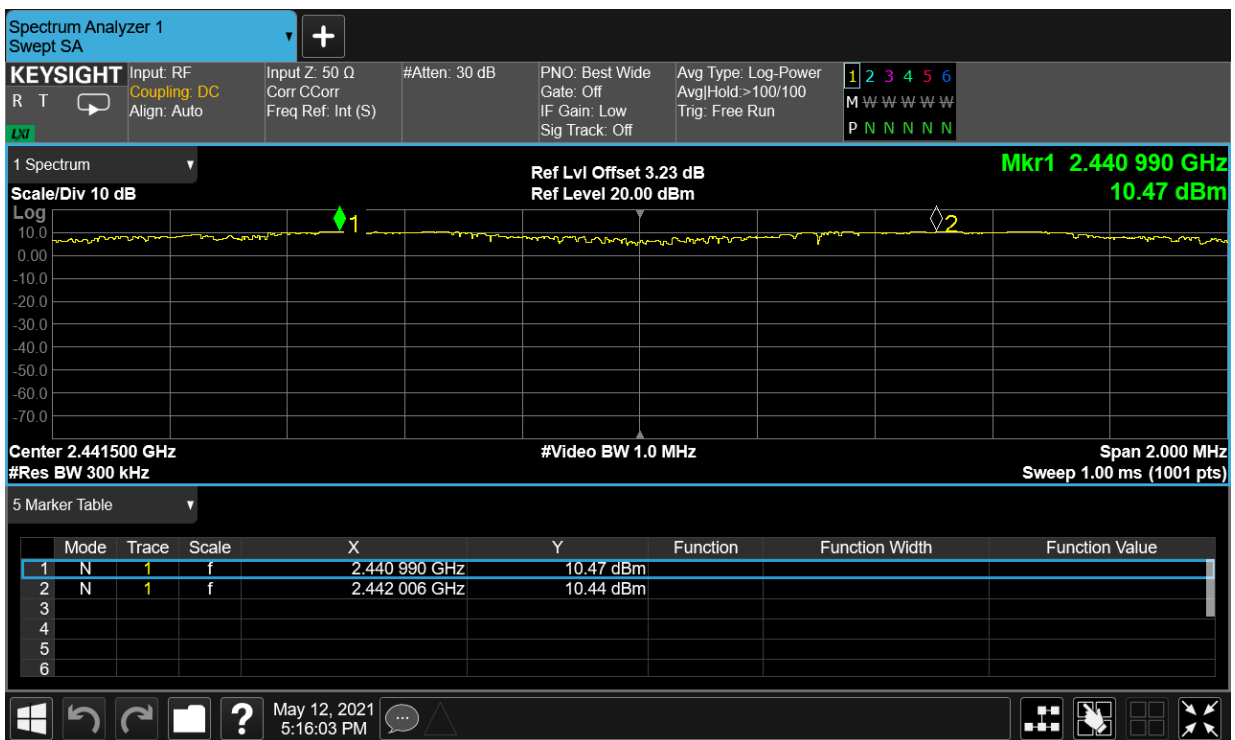 Spectrum Analyzer 1
Swept SA
+
KEYSIGHT
R T
LXI
Input: RF
Coupling: DC
Align: Auto
Input Z: 50 Ω
Corr CCorr
Freq Ref: Int (S)
#Atten: 30 dB
PNO: Best Wide
Gate: Off
IF Gain: Low
Sig Track: Off
Avg Type: Log-Power
Avg|Hold:>100/100
Trig: Free Run
1 2 3 4 5 6
M W W W W W
P N N N N N
1 Spectrum
Scale/Div 10 dB
Ref Lvl Offset 3.23 dB
Ref Level 20.00 dBm
Mkr1 2.440 990 GHz
10.47 dBm
Log
1
2
10.0
0.00
-10.0
-20.0
-30.0
-40.0
-50.0
-60.0
-70.0
Center 2.441500 GHz
#Video BW 1.0 MHz
Span 2.000 MHz
#Res BW 300 kHz
Sweep 1.00 ms (1001 pts)
5 Marker Table
Mode Trace Scale X Y Function Function Width Function Value
1 N 1 f 2.440 990 GHz 10.47 dBm
2 N 1 f 2.442 006 GHz 10.44 dBm
3
4
5
6
?
May 12, 2021
5:16:03 PM